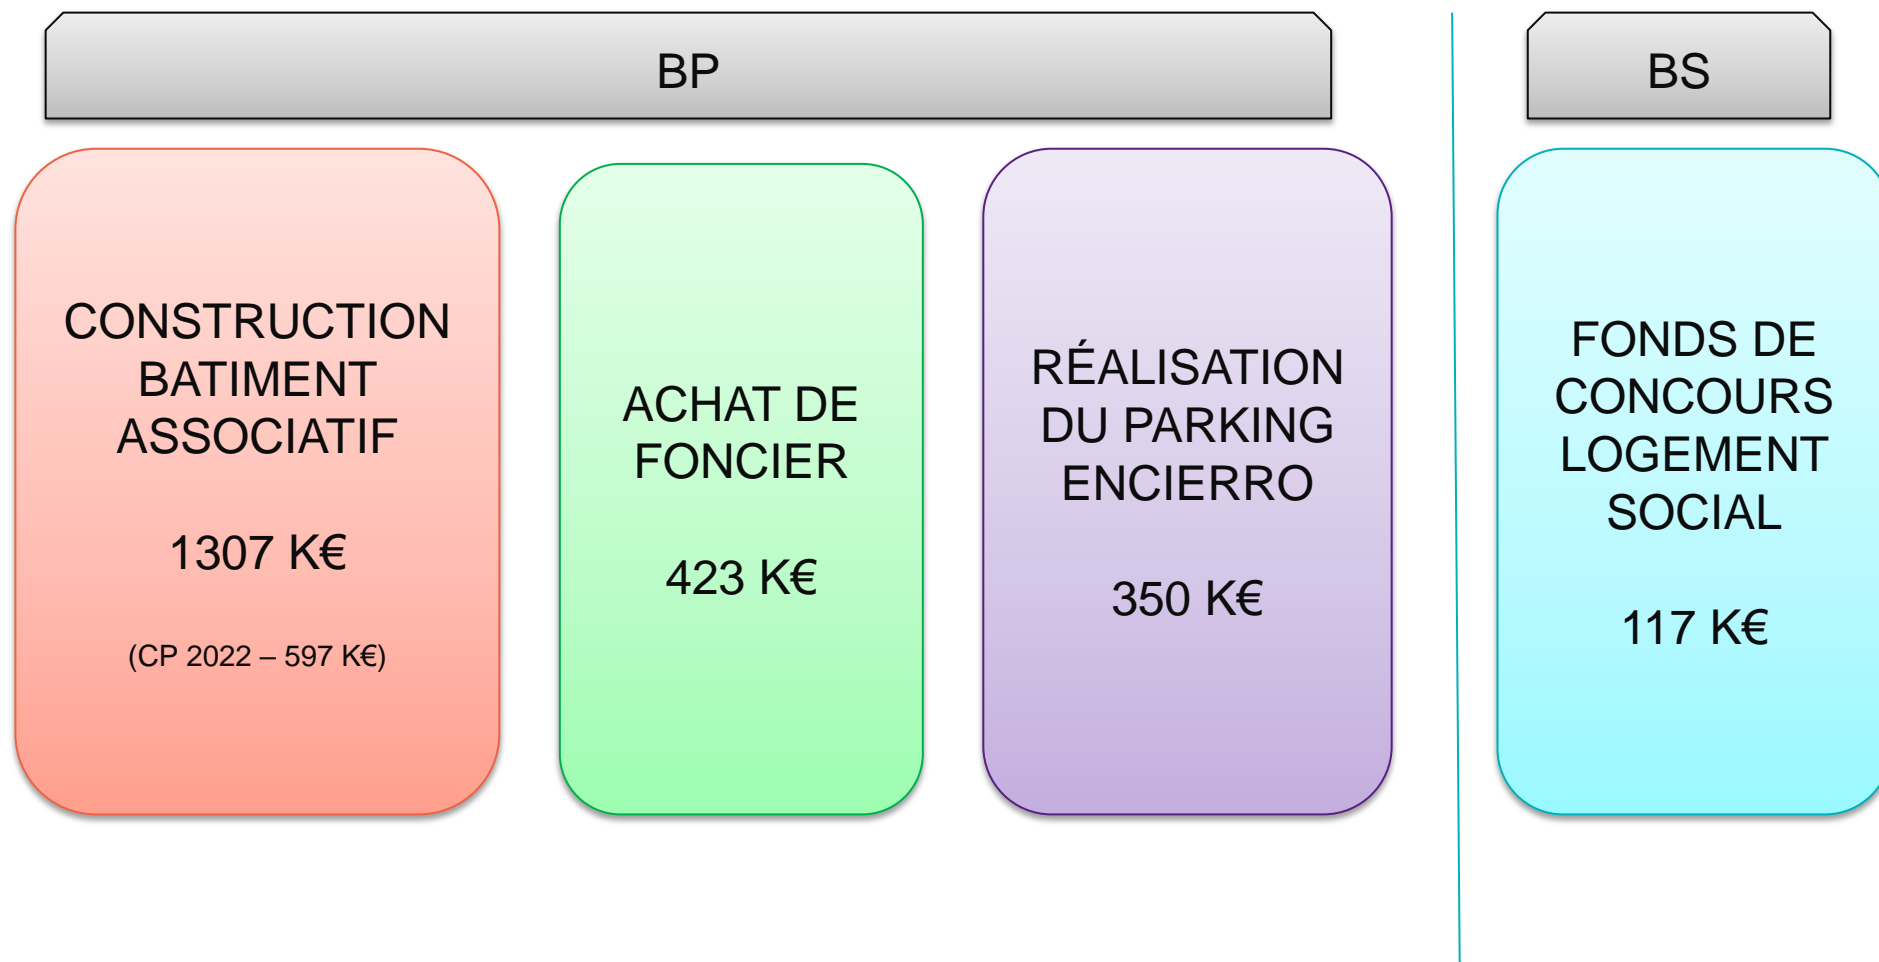 BP
BS
CONSTRUCTION
BATIMENT
ASSOCIATIF
1307 K€
(CP 2022 – 597 K€)
ACHAT DE
FONCIER
423 K€
RÉALISATION
DU PARKING
ENCIERRO
350 K€
FONDS DE
CONCOURS
LOGEMENT
SOCIAL
117 K€